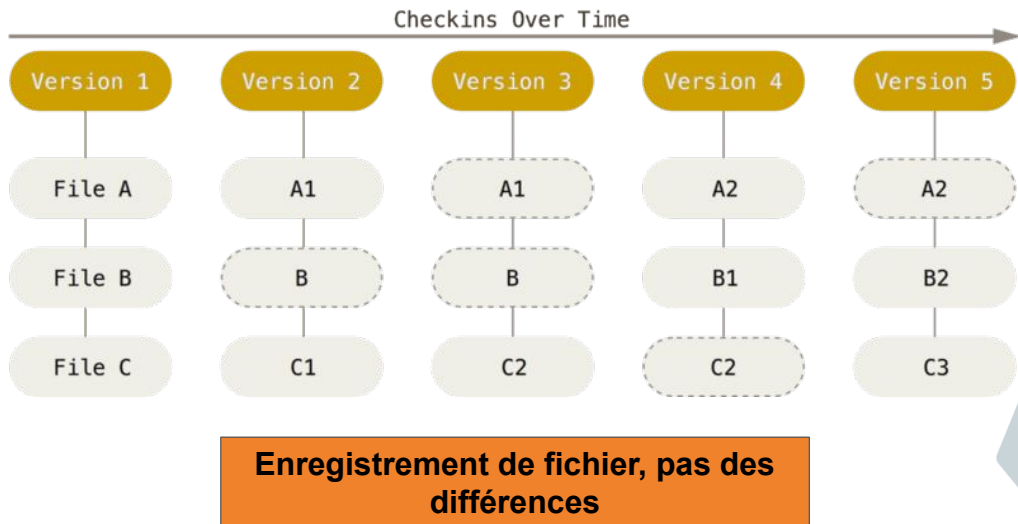 Checkins Over Time
Version 1 Version 2 Version 3 Version 4 Version 5
File A A1 A1 A2 A2
File B B B B1 B2
File C C1 C2 C2 C3
Enregistrement de fichier, pas des
différences